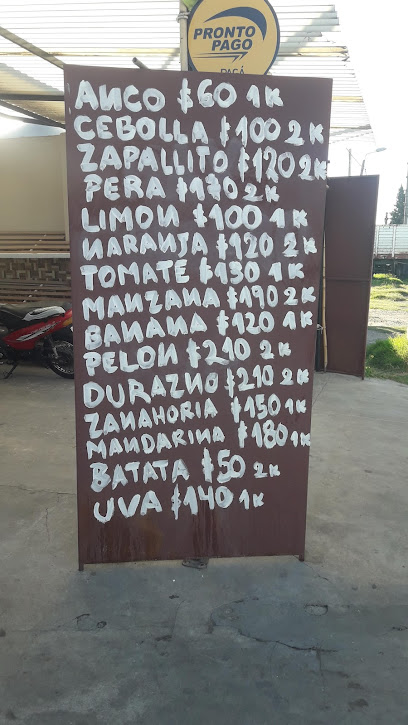 PRONTO
PAGO
PAGÁ
ANCO $60 1K
CEBOLLA $100 2K
ZAPALLITO $120 2K
PERA $170 2K
LIMON $100 1K
NARANJA $120 2K
TOMATE $130 1K
MANZANA $190 2K
BANANA $120 1K
PELON $210 2K
DURAZNO $210 2K
ZANAHORIA $150 1K
MANDARINA $180 1K
BATATA $50 2K
UVA $140 1K